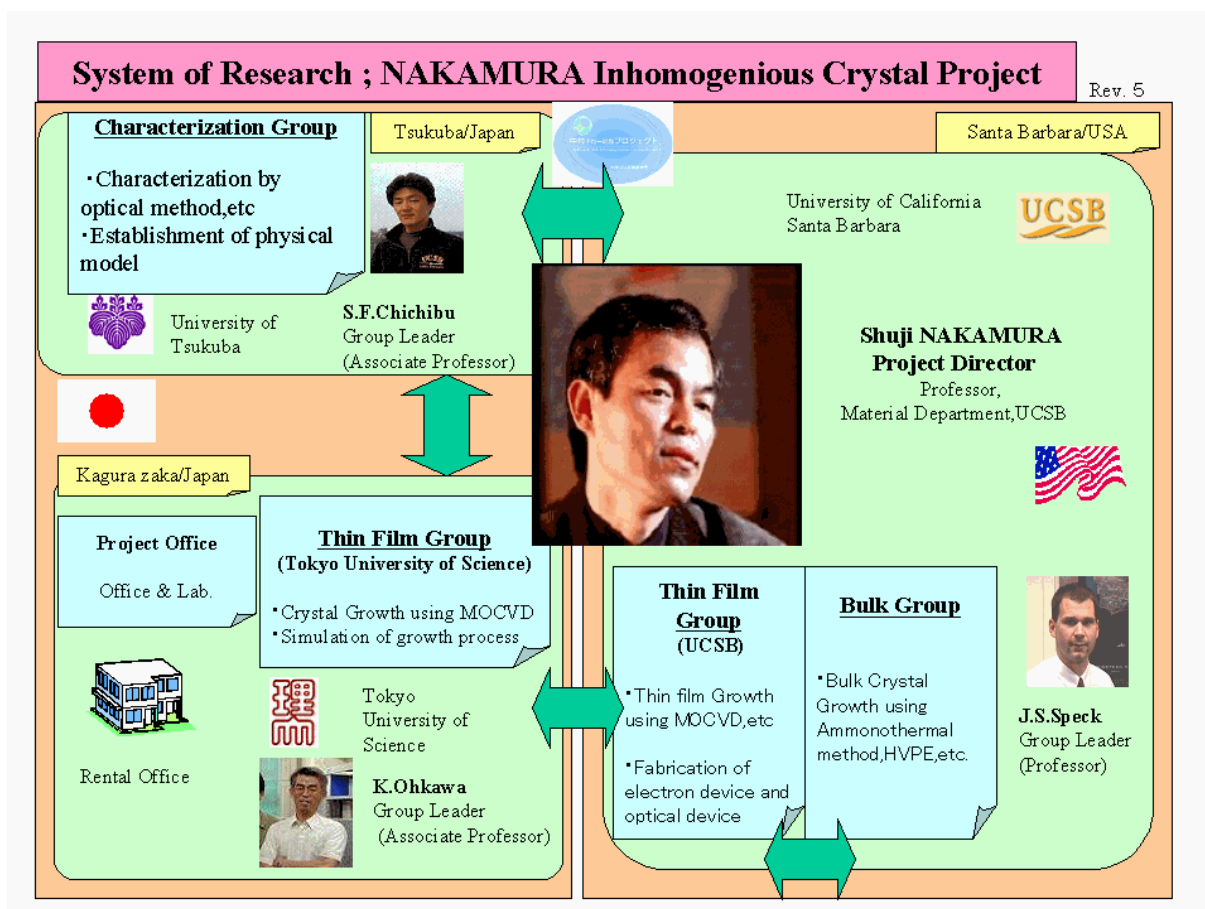 System of Research ; NAKAMURA Inhomogenious Crystal Project
Rev. 5
Characterization Group
・Characterization by
optical method,etc
・Establishment of physical
model
Tsukuba/Japan
University of
Tsukuba
S.F.Chichibu
Group Leader
(Associate Professor)
Santa Barbara/USA
University of California
Santa Barbara
UCSB
Shuji NAKAMURA
Project Director
Professor,
Material Department,UCSB
Kagura zaka/Japan
Project Office
Office & Lab.
Rental Office
Thin Film Group
(Tokyo University of Science)
・Crystal Growth using MOCVD
・Simulation of growth process
Tokyo
University of
Science
K.Ohkawa
Group Leader
(Associate Professor)
Thin Film
Group
(UCSB)
・Thin film Growth
using MOCVD,etc
・Fabrication of
electron device and
optical device
Bulk Group
・Bulk Crystal
Growth using
Ammonothermal
method,HVPE,etc.
J.S.Speck
Group Leader
(Professor)